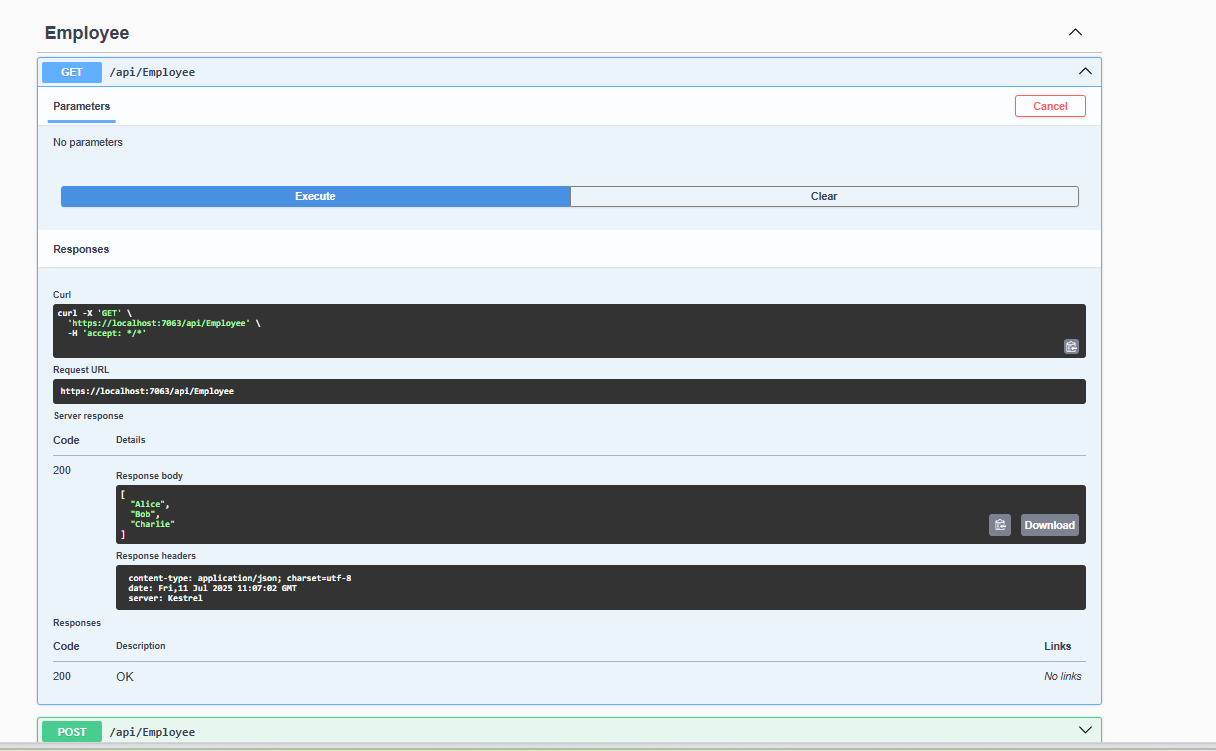 Employee
GET /api/Employee
Parameters
Cancel
No parameters
Execute
Clear
Responses
Curl
curl -X 'GET' \
'https://localhost:7063/api/Employee' \
-H 'accept: */*'
Request URL
https://localhost:7063/api/Employee
Server response
Code Details
200
Response body
[
"Alice",
"Bob",
"Charlie"
]
Download
Response headers
content-type: application/json; charset=utf-8
date: Fri,11 Jul 2025 11:07:02 GMT
server: Kestrel
Responses
Code Description Links
200 OK No links
POST /api/Employee